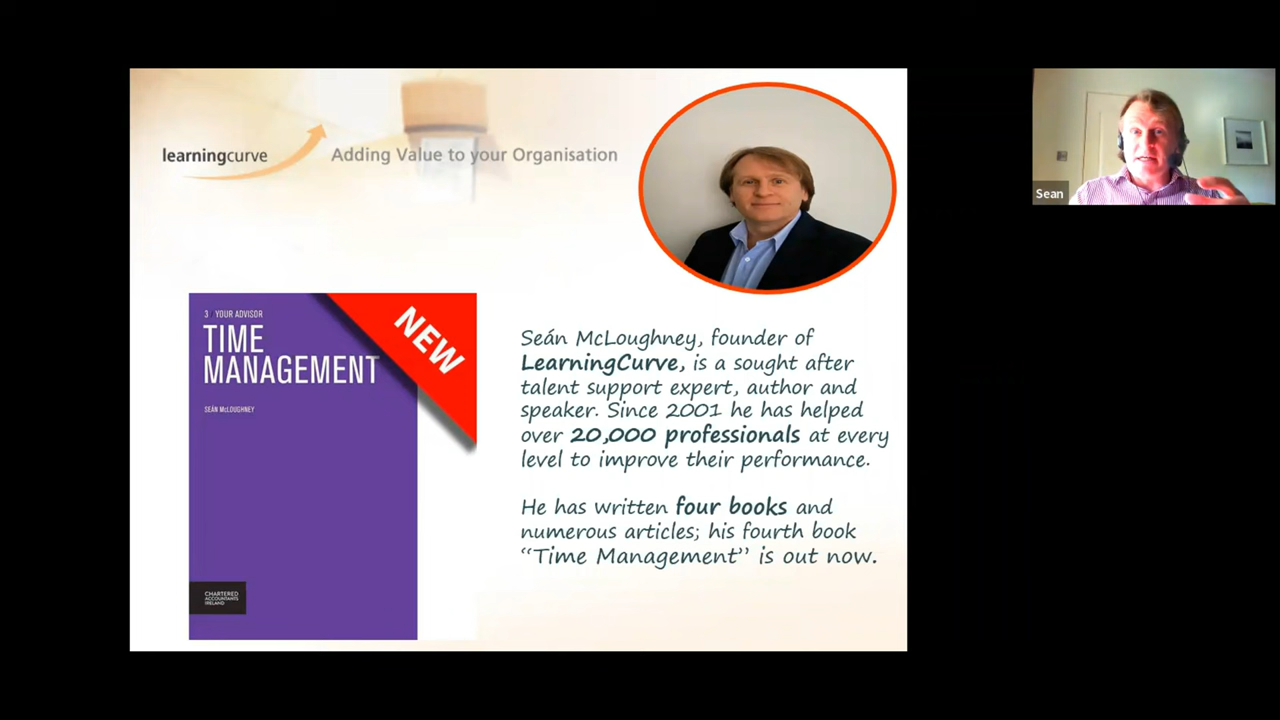 learningcurve
Adding Value to your Organisation
Sean
3 / YOUR ADVISOR
TIME
MANAGEMENT
SEÁN McLOUGHNEY
NEW
CHARTERED
ACCOUNTANTS
IRELAND
Seán McLoughney, founder of
LearningCurve, is a sought after
talent support expert, author and
speaker. Since 2001 he has helped
over 20,000 professionals at every
level to improve their performance.
He has written four books and
numerous articles; his fourth book
“Time Management” is out now.